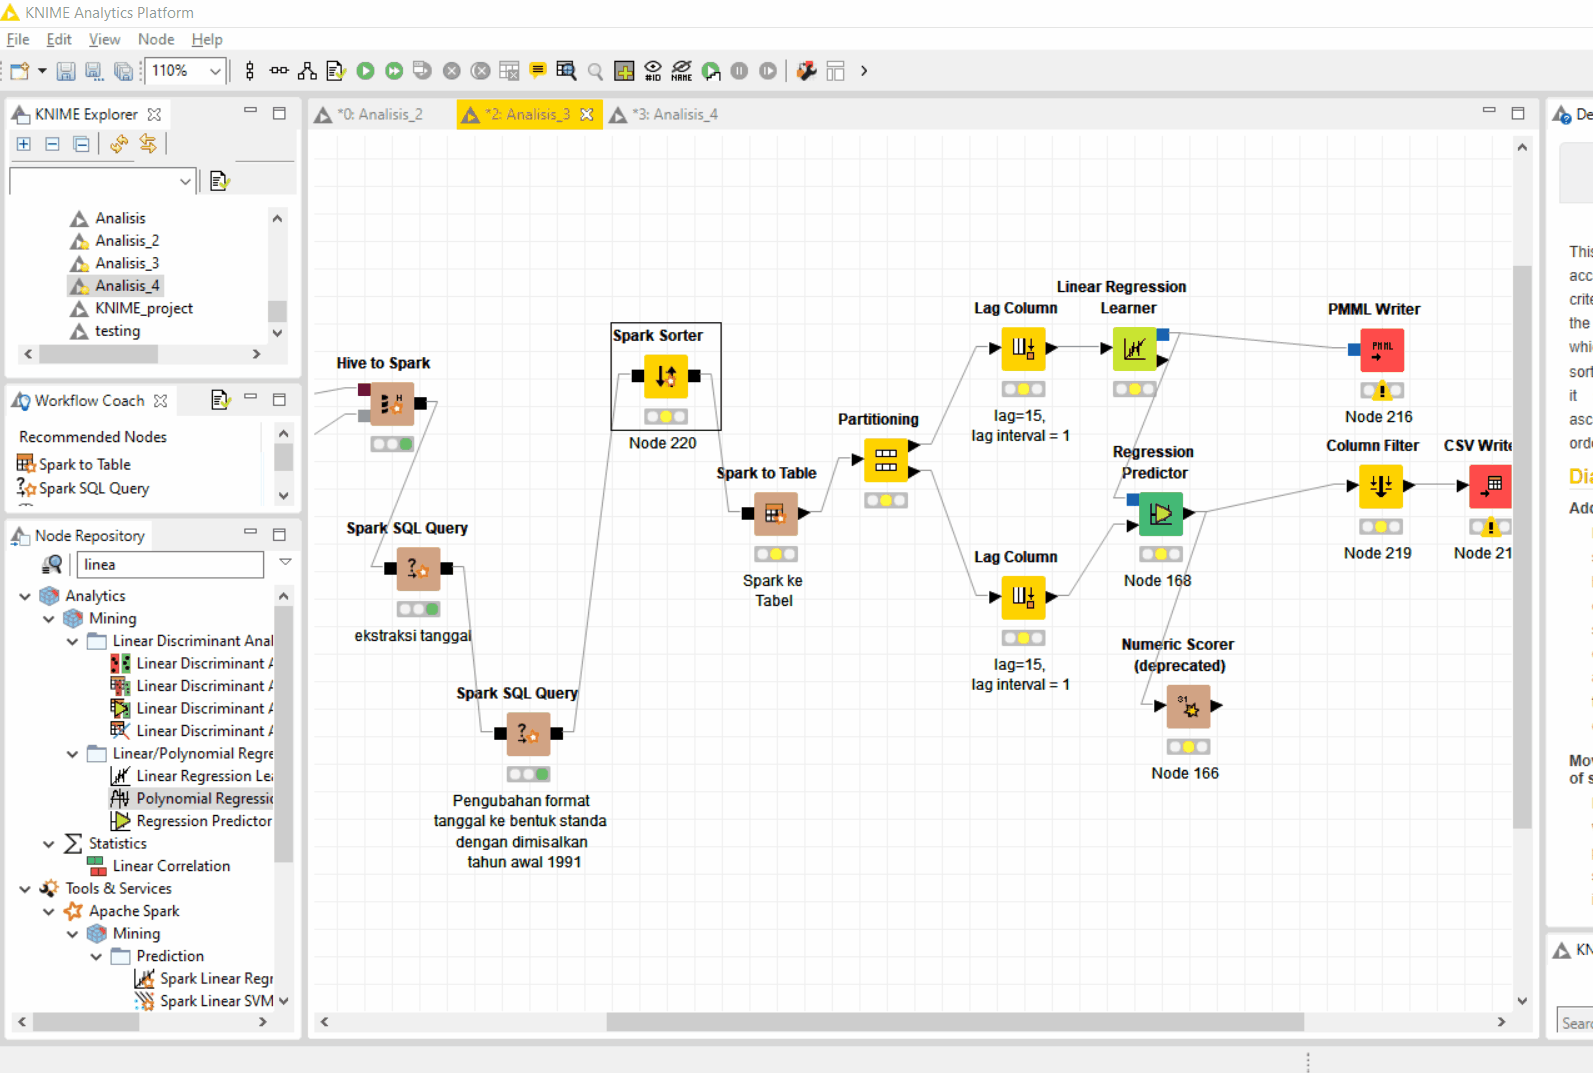 KNIME Analytics Platform
File Edit View Node Help
110%
#ID
NAME
KNIME Explorer
Analisis
Analisis_2
Analisis_3
Analisis_4
KNIME_project
testing
Workflow Coach
Recommended Nodes
Spark to Table
Spark SQL Query
Node Repository
linea
Analytics
Mining
Linear Discriminant Anal
Linear Discriminant
Linear Discriminant
Linear Discriminant
Linear Discriminant
Linear/Polynomial Regre
Linear Regression Le
Polynomial Regressi
Regression Predictor
Statistics
Linear Correlation
Tools & Services
Apache Spark
Mining
Prediction
Spark Linear Regr
Spark Linear SVM
*0: Analisis_2
*2: Analisis_3
*3: Analisis_4
Hive to Spark
H
Spark SQL Query
?
ekstraksi tanggal
Spark SQL Query
?
Pengubahan format
tanggal ke bentuk standa
dengan dimisalkan
tahun awal 1991
Spark Sorter
Node 220
Spark to Table
Spark ke
Tabel
Partitioning
Lag Column
lag=15,
lag interval = 1
Linear Regression
Learner
PMML Writer
PMML
Node 216
Regression
Predictor
Node 168
Column Filter
Node 219
CSV Write
Node 21
Lag Column
lag=15,
lag interval = 1
Numeric Scorer
(deprecated)
Node 166
De
This
acc
crite
the
whi
sort
it
asc
orde
Dia
Add
Mov
of s
KN
Searc